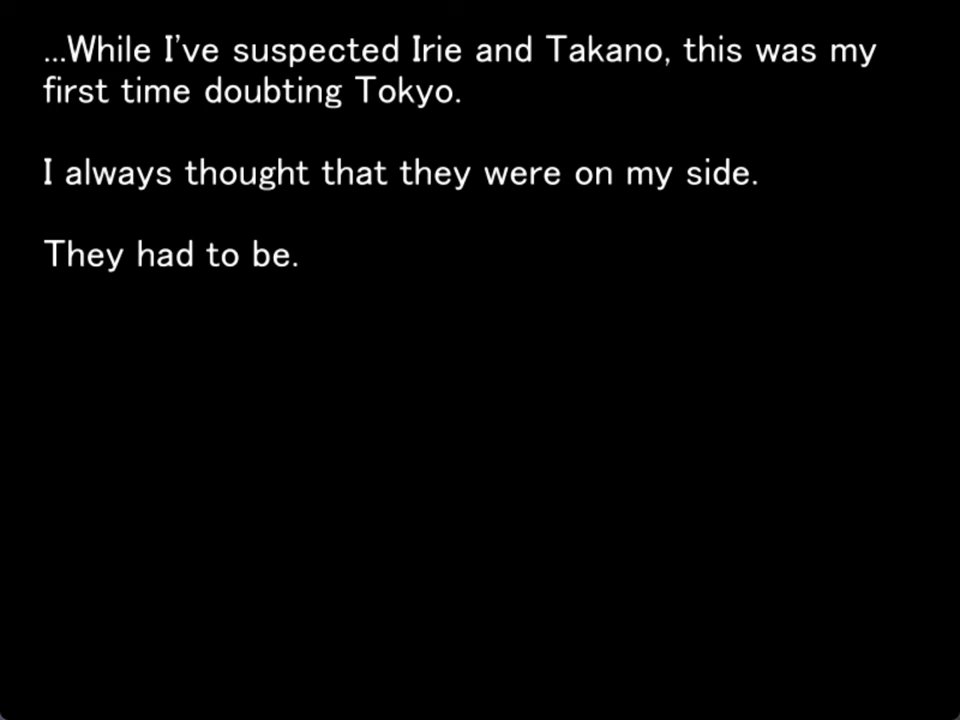 ...While I've suspected Irie and Takano, this was my
first time doubting Tokyo.
I always thought that they were on my side.
They had to be.